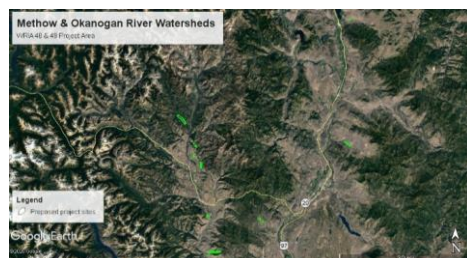 Methow & Okanogan River Watersheds
WRIA 48 & 49 Project Area
20
97
Legend
Proposed project sites
Google Earth
N